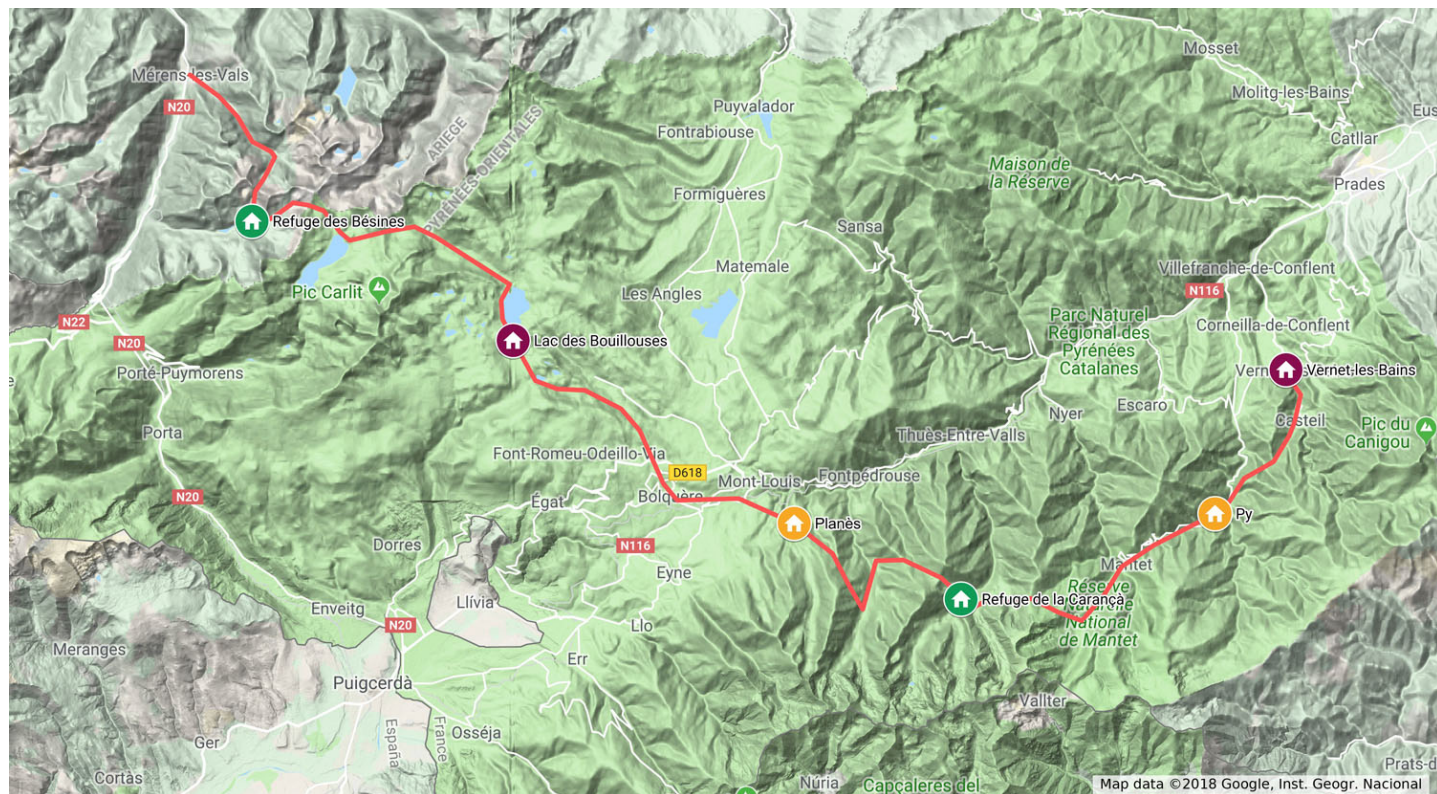 Mosset
Mérens-les-Vals
Molitg-les-Bains
N20
Puyvalador
Eus
Fontrabiouse
ARIEGE
PYRÉNÉES ORIENTALES
Catllar
Maison de
la Réserve
Prades
Formiguères
Refuge des Bésines
Sansa
Matemale
Villefranche-de-Conflent
Pic Carlit
Les Angles
N116
N22
Parc Naturel
Régional des
Pyrénées
Catalanes
Corneilla-de-Conflent
N20
Lac des Bouillouses
Porté-Puymorens
Vernet-les-Bains
Escaro
Nyer
Casteil
Pic du
Canigou
Porta
Thuès-Entre-Valls
Font-Romeu-Odeillo-Via
D618
Mont-Louis
Fontpédrouse
N20
Égat
Bolquère
Planès
Py
Dorres
N116
Mantet
Eyne
Réserve
Naturelle
National
de Mantet
Refuge de la Carançà
Llívia
Enveitg
N20
Llo
Meranges
Err
Puigcerdà
Vallter
France
España
Osséja
Ger
Cortàs
Núria
Capçaleres del
Prats-d
Map data ©2018 Google, Inst. Geogr. Nacional